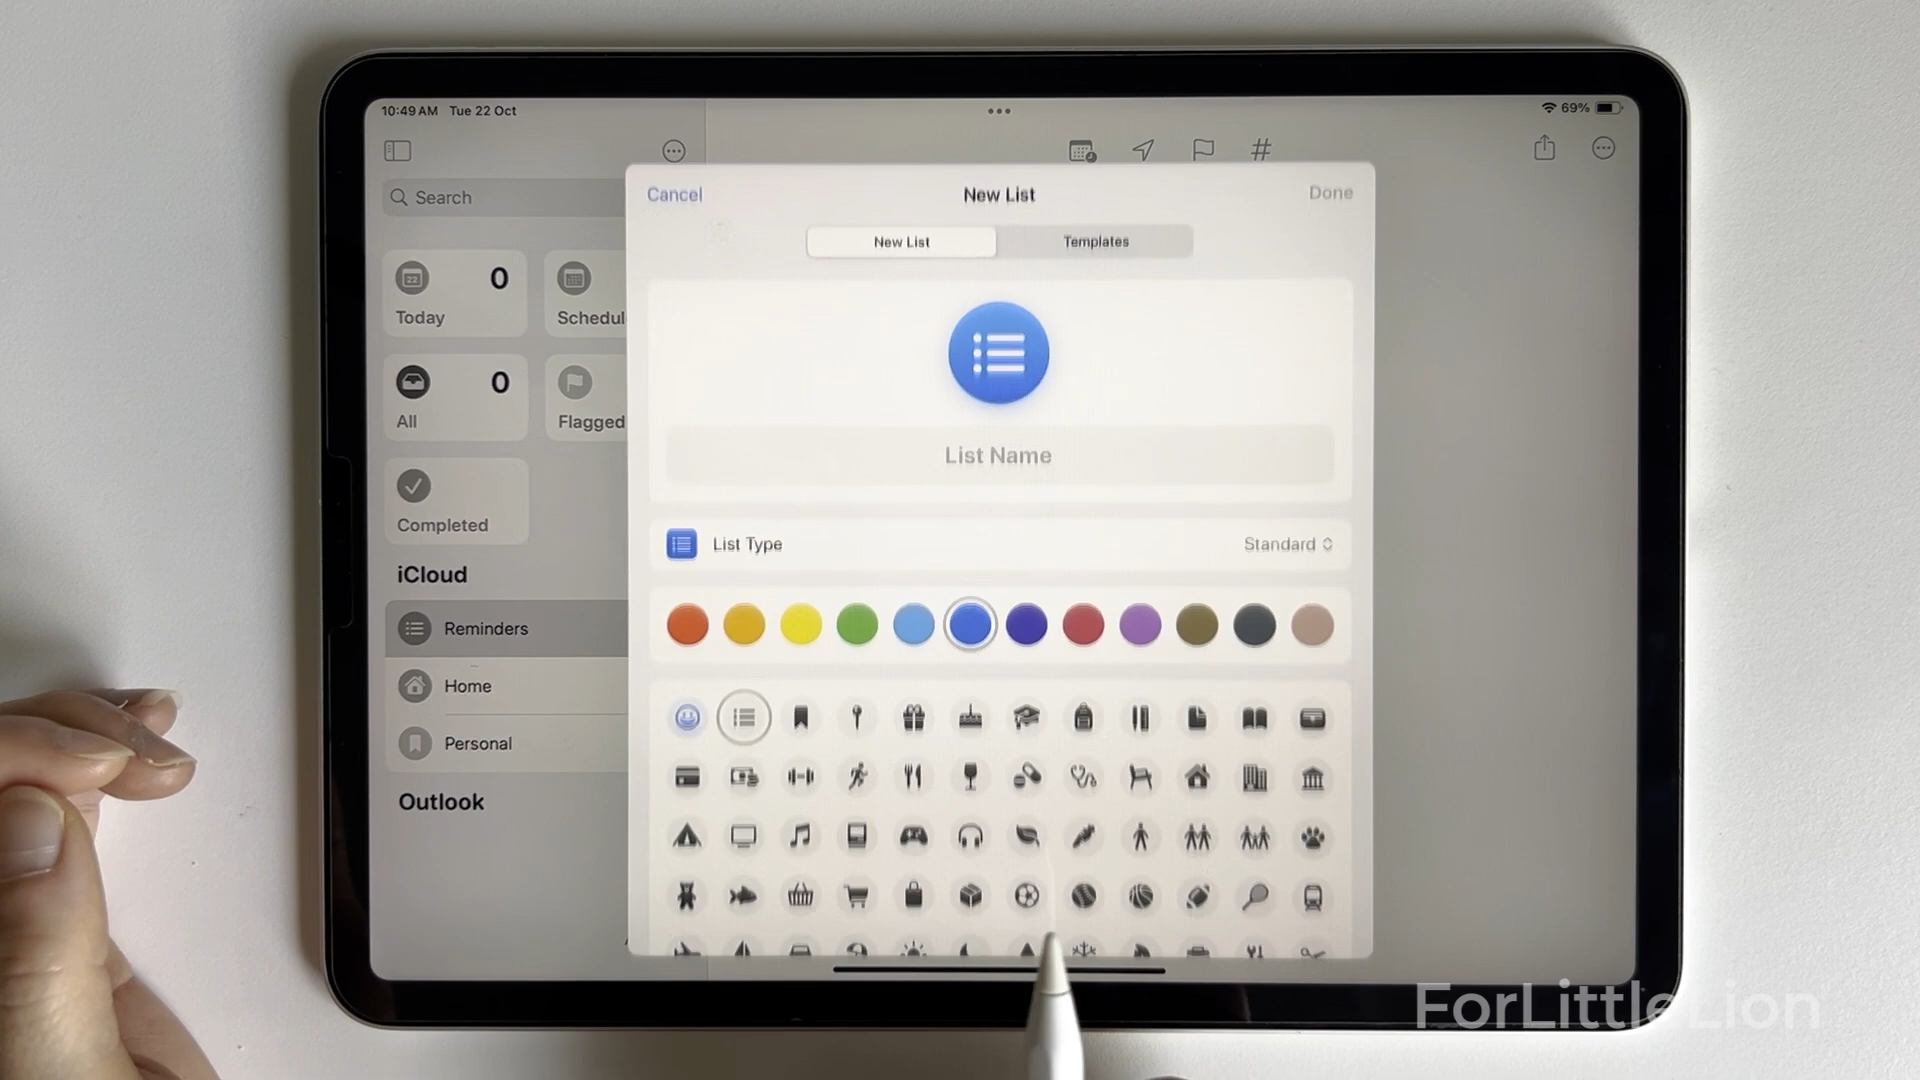 10:49 AM Tue 22 Oct
69%
Search
Cancel
New List
Done
New List
Templates
22
0
Today
Schedul
0
All
Flagged
List Name
Completed
List Type
Standard
iCloud
Reminders
Home
Personal
Outlook
ForLittleLion